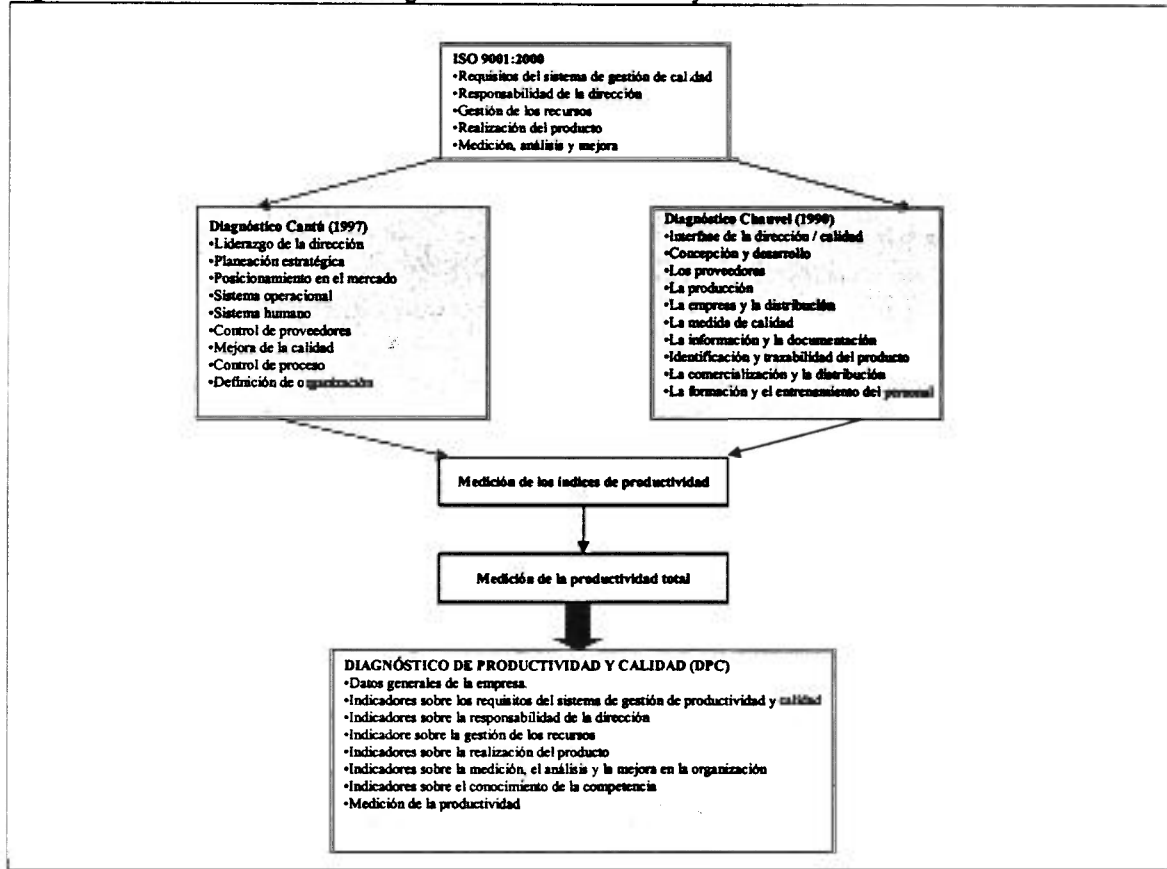 ISO 9001:2000
•Requisitos del sistema de gestión de calidad
•Responsabilidad de la dirección
•Gestión de los recursos
•Realización del producto
•Medición, análisis y mejora
Diagnóstico Cantú (1997)
•Liderazgo de la dirección
•Planeación estratégica
•Posicionamiento en el mercado
•Sistema operacional
•Sistema humano
•Control de proveedores
•Mejora de la calidad
•Control de proceso
•Definición de organización
Diagnóstico Chauvel (1990)
•Interfase de la dirección / calidad
•Concepción y desarrollo
•Los proveedores
•La producción
•La empresa y la distribución
•La medida de calidad
•La información y la documentación
•Identificación y trazabilidad del producto
•La comercialización y la distribución
•La formación y el entrenamiento del personal
Medición de los índices de productividad
Medición de la productividad total
DIAGNÓSTICO DE PRODUCTIVIDAD Y CALIDAD (DPC)
•Datos generales de la empresa.
•Indicadores sobre los requisitos del sistema de gestión de productividad y calidad
•Indicadores sobre la responsabilidad de la dirección
•Indicadore sobre la gestión de los recursos
•Indicadores sobre la realización del producto
•Indicadores sobre la medición, el análisis y la mejora en la organización
•Indicadores sobre el conocimiento de la competencia
•Medición de la productividad